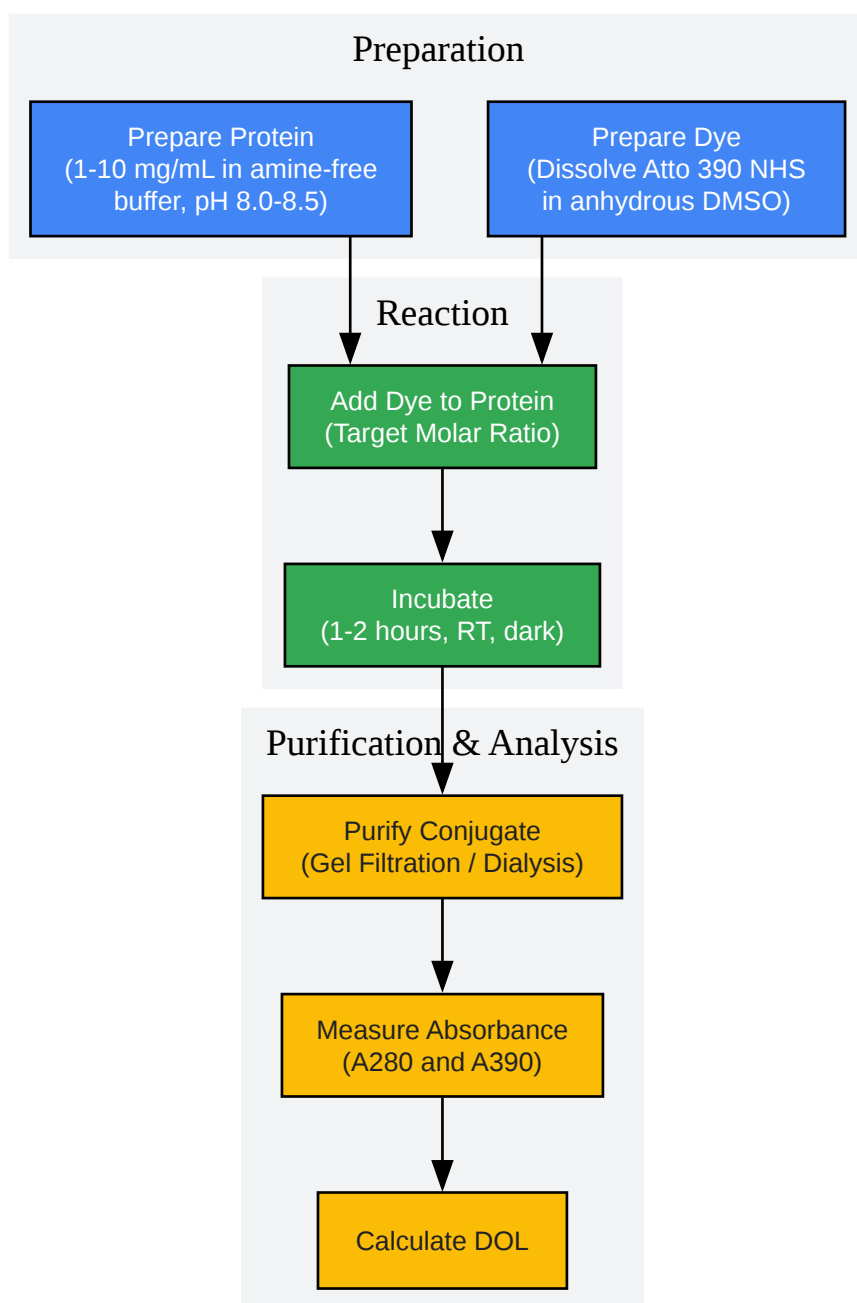 Preparation
Prepare Protein
(1-10 mg/mL in amine-free
buffer, pH 8.0-8.5)
Prepare Dye
(Dissolve Atto 390 NHS
in anhydrous DMSO)
Reaction
Add Dye to Protein
(Target Molar Ratio)
Incubate
(1-2 hours, RT, dark)
Purification & Analysis
Purify Conjugate
(Gel Filtration / Dialysis)
Measure Absorbance
(A280 and A390)
Calculate DOL